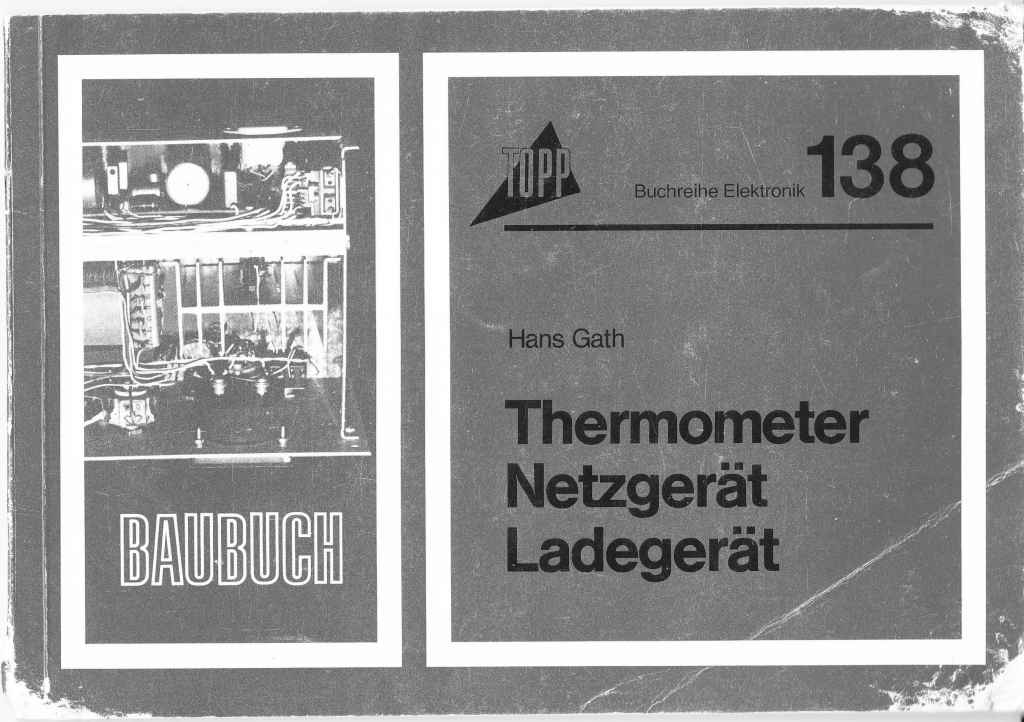 BAUBUCH
TOPP
Buchreihe Elektronik 138
Hans Gath
Thermometer
Netzgerät
Ladegerät